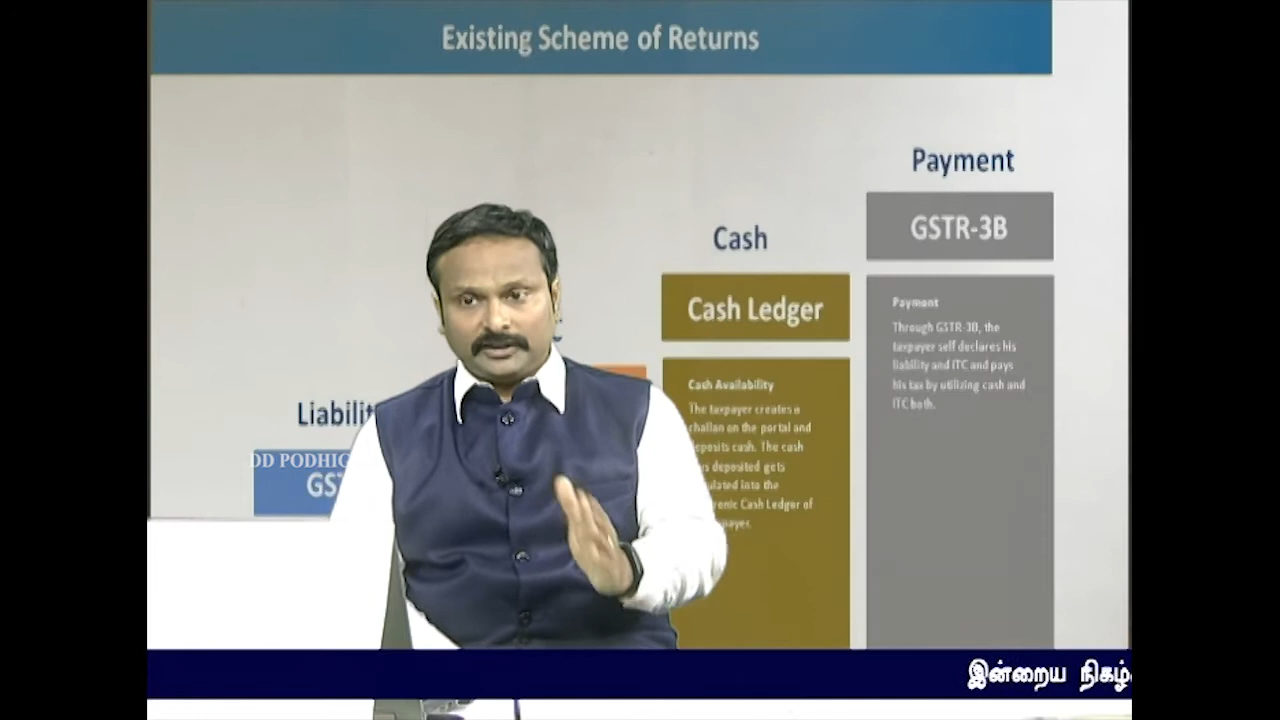 Existing Scheme of Returns
Payment
GSTR-3B
Payment
Through GSTR-3B, the
taxpayer self declares his
liability and ITC and pays
his tax by utilizing cash and
ITC both.
Cash
Cash Ledger
Cash Availability
The taxpayer creates a
challan on the portal and
deposits cash. The cash
deposited gets
into the
Cash Ledger of
Liabilit
DD PODHIG
GST
இன்றைய நிகழ்